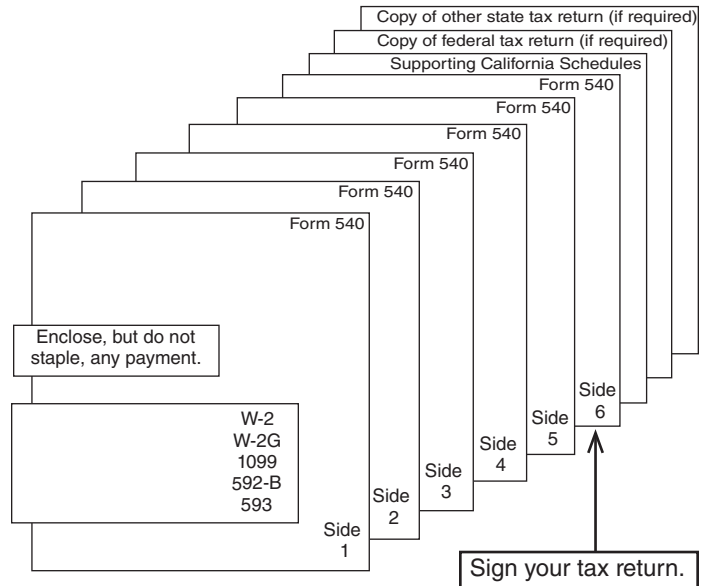 Copy of other state tax return (if required)
Copy of federal tax return (if required)
Supporting California Schedules
Form 540
Form 540
Form 540
Form 540
Form 540
Form 540
Enclose, but do not
staple, any payment.
W-2
W-2G
1099
592-B
593
Side
1
Side
2
Side
3
Side
4
Side
5
Side
6
Sign your tax return.